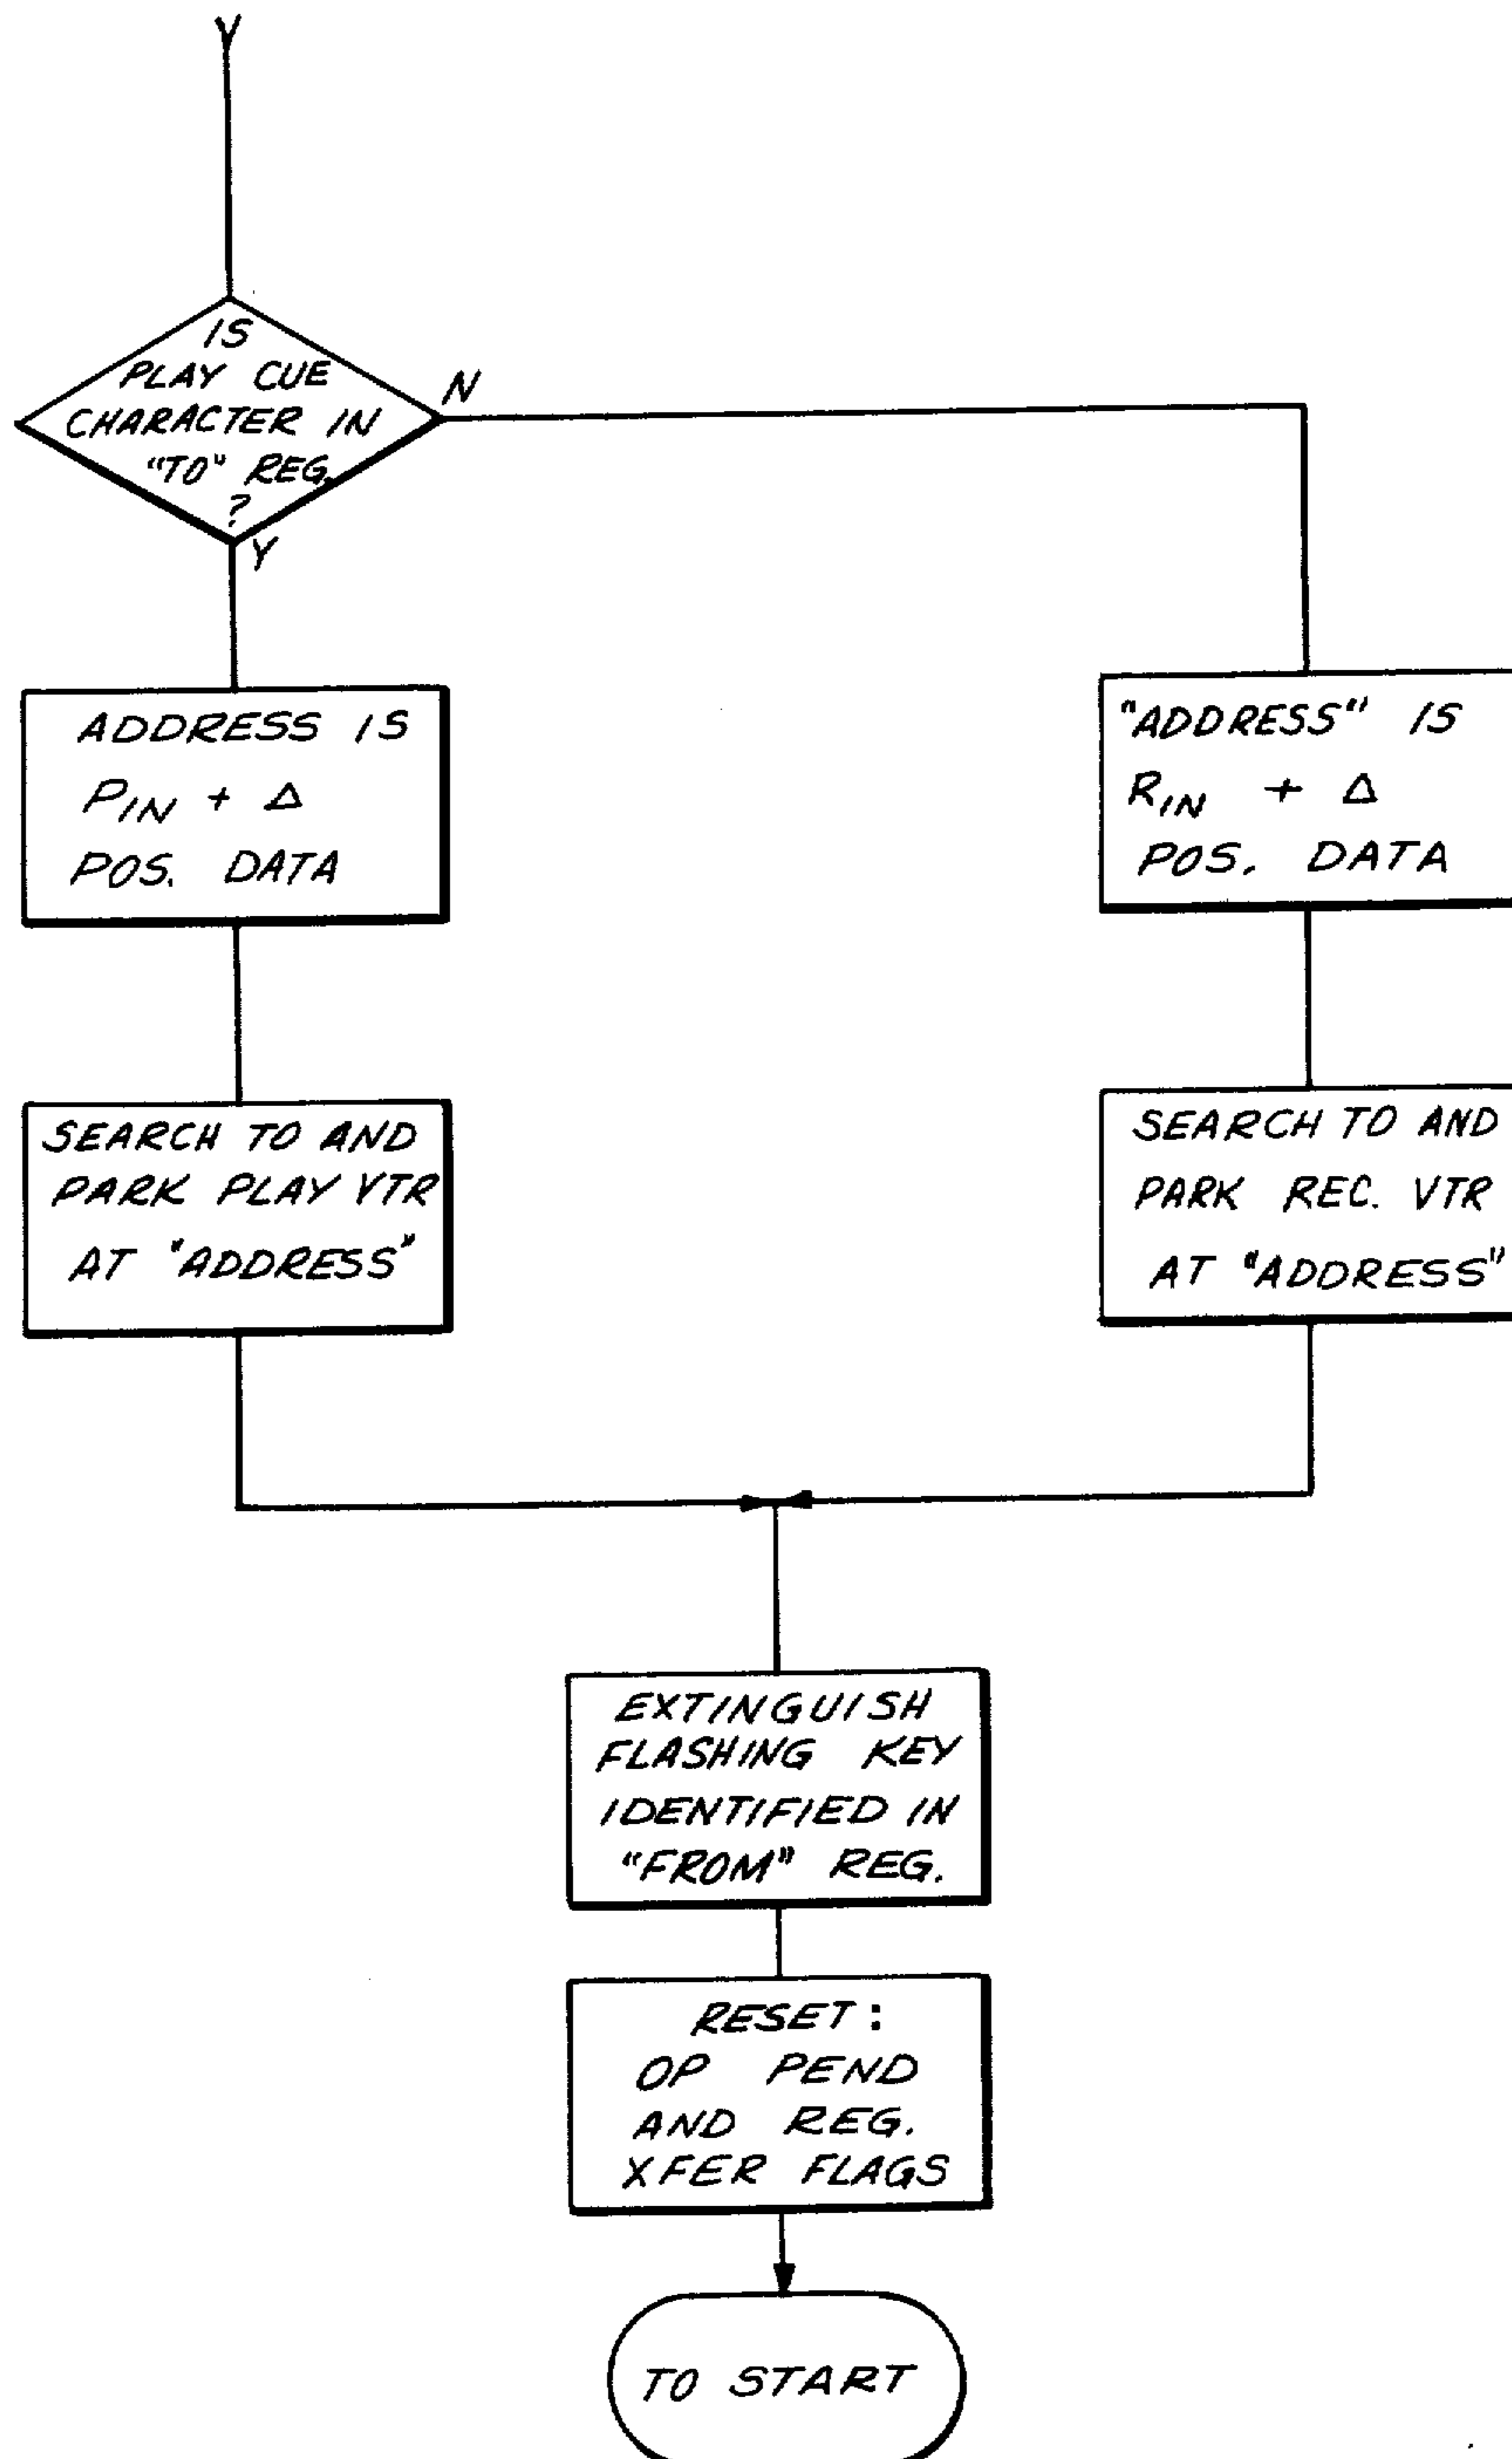 Y
IS
PLAY CUE
CHARACTER IN
"TO" REG.
?
N
Y
ADDRESS IS
PIN + Δ
POS. DATA
"ADDRESS" IS
RIN + Δ
POS. DATA
SEARCH TO AND
PARK PLAY VTR
AT "ADDRESS"
SEARCH TO AND
PARK REC. VTR
AT "ADDRESS"
EXTINGUISH
FLASHING KEY
IDENTIFIED IN
"FROM" REG.
RESET:
OP PEND
AND REG.
XFER FLAGS
TO START